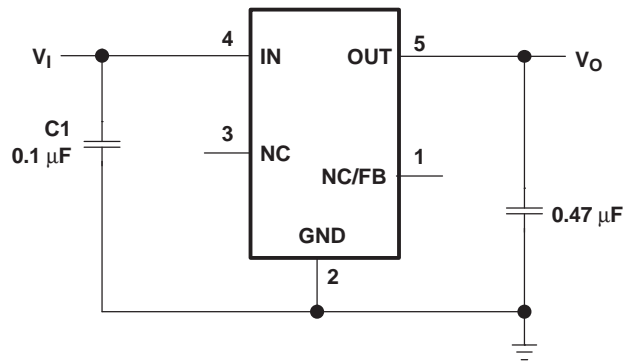 4
5
V_I
IN
OUT
V_O
C1
0.1 μF
3
NC
1
NC/FB
0.47 μF
GND
2